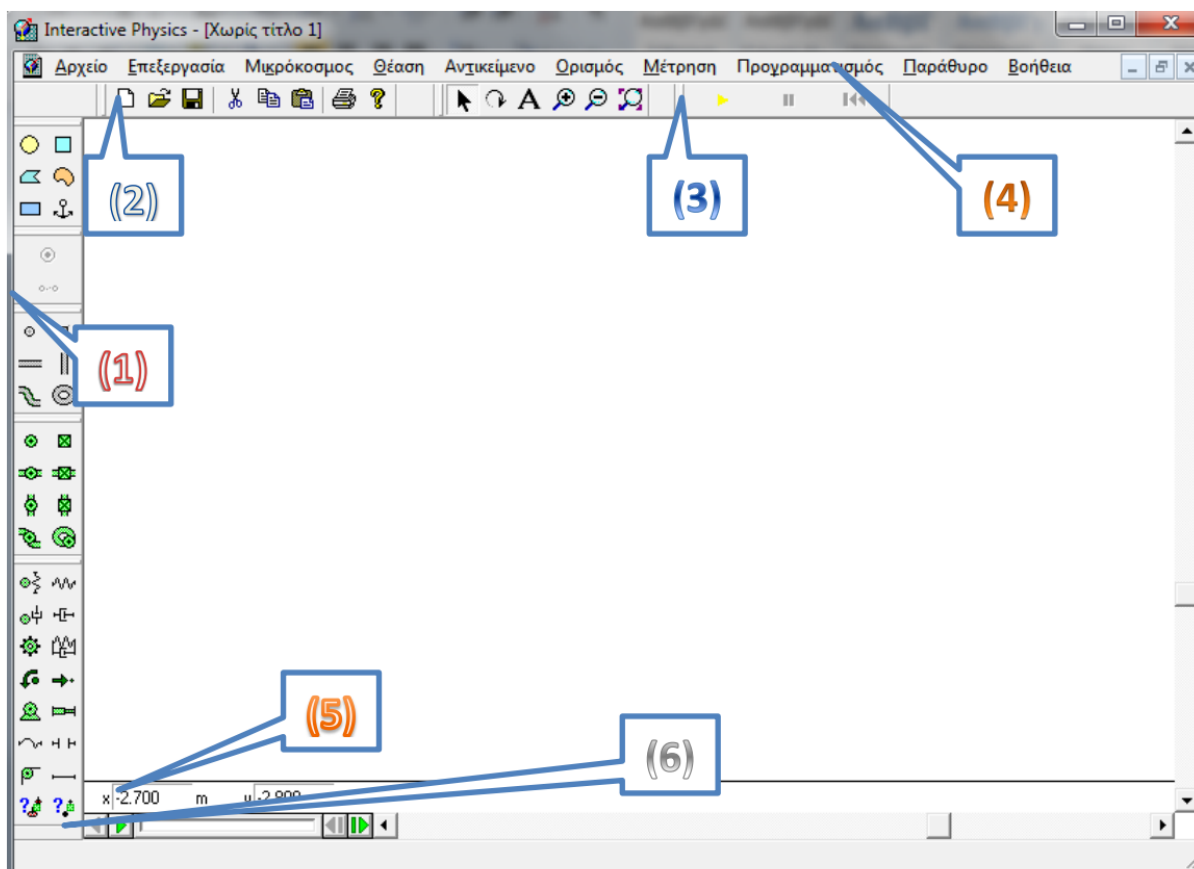 Interactive Physics - [Χωρίς τίτλο 1]
Αρχείο Επεξεργασία Μικρόκοσμος Θέαση Αντικείμενο Ορισμός Μέτρηση Προγραμματισμός Παράθυρο Βοήθεια
(2)
(3)
(4)
(1)
(5)
(6)
x -2.700 m